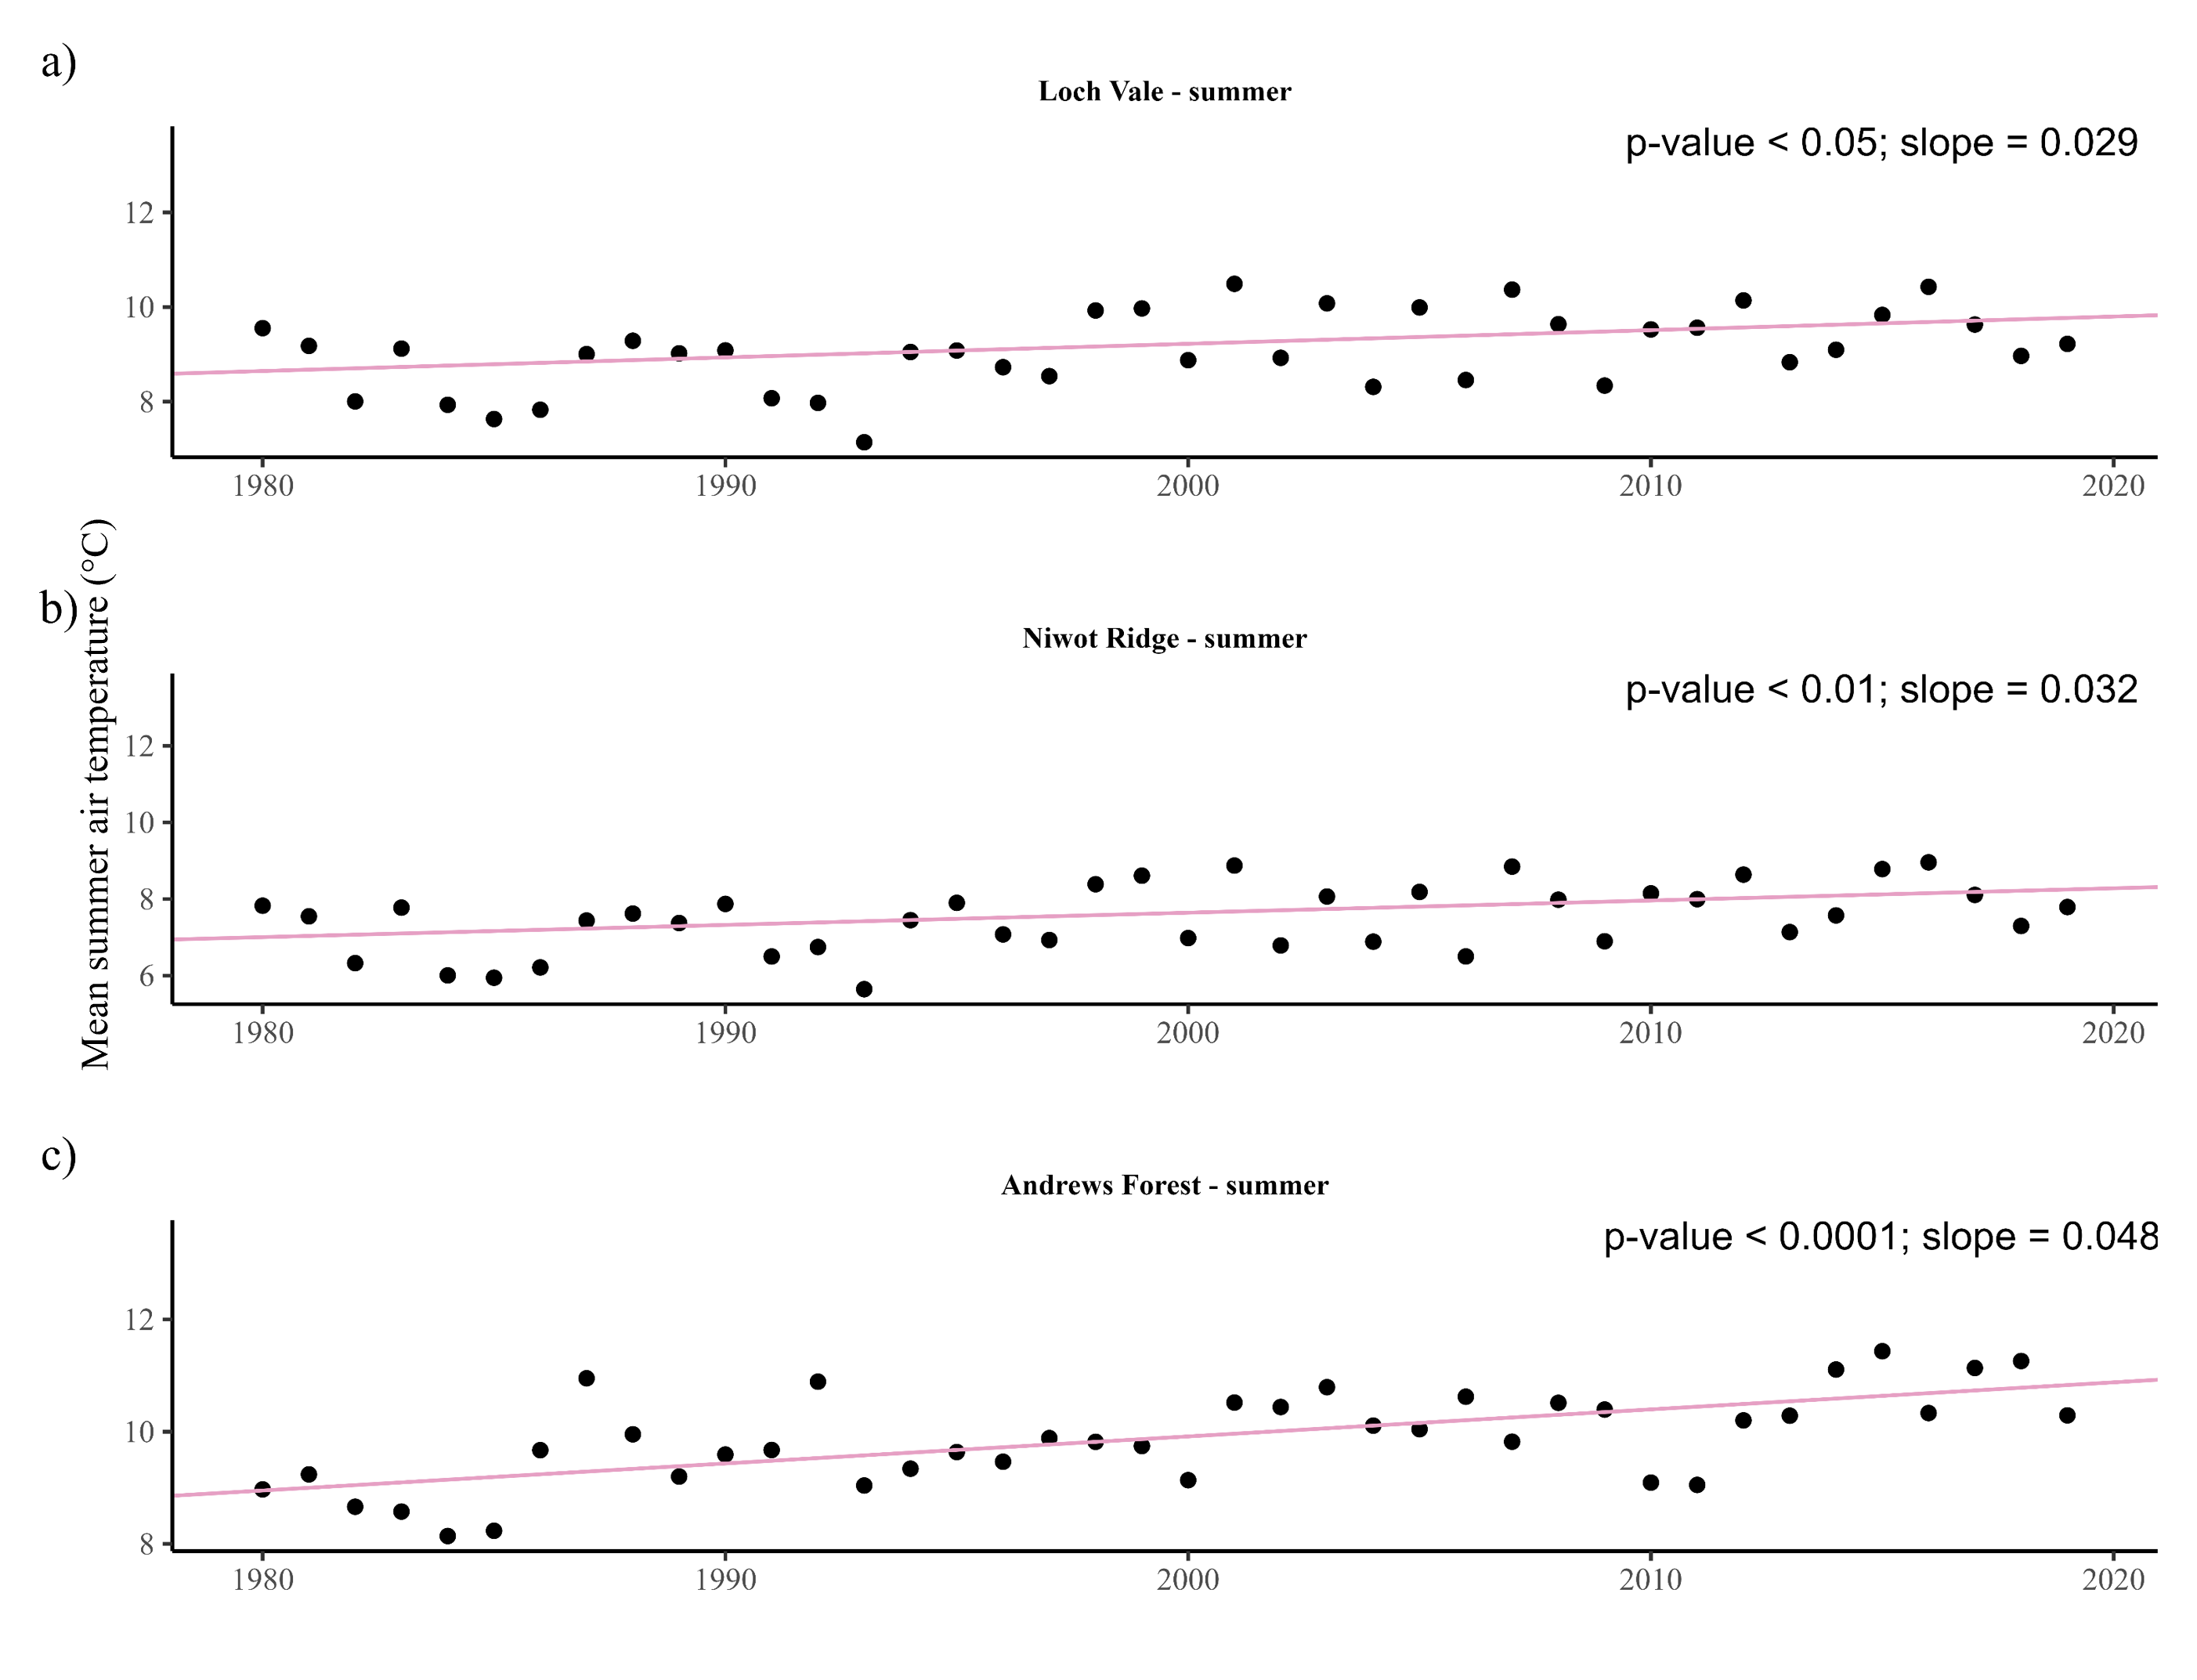 a)
Loch Vale - summer
p-value < 0.05; slope = 0.029
12
10
8
1980 1990 2000 2010 2020
Mean summer air temperature (°C)
b)
Niwot Ridge - summer
p-value < 0.01; slope = 0.032
12
10
8
6
1980 1990 2000 2010 2020
c)
Andrews Forest - summer
p-value < 0.0001; slope = 0.048
12
10
8
1980 1990 2000 2010 2020